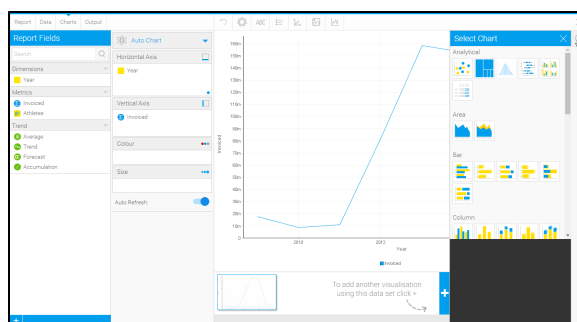 Report Data Charts Output
ABC
Report Fields
Search
Dimensions
Year
Metrics
Invoiced
Athletes
Trend
Average
Trend
Forecast
Accumulation
Auto Chart
Horizontal Axis
Year
Vertical Axis
Invoiced
Colour
Size
Auto Refresh:
160m
150m
140m
130m
120m
110m
100m
90m
80m
70m
60m
50m
40m
30m
20m
10m
0
Invoiced
2010
2012
Year
Invoiced
To add another visualisation
using this data set click +
+
+
Select Chart
Analytical
Area
Bar
Column